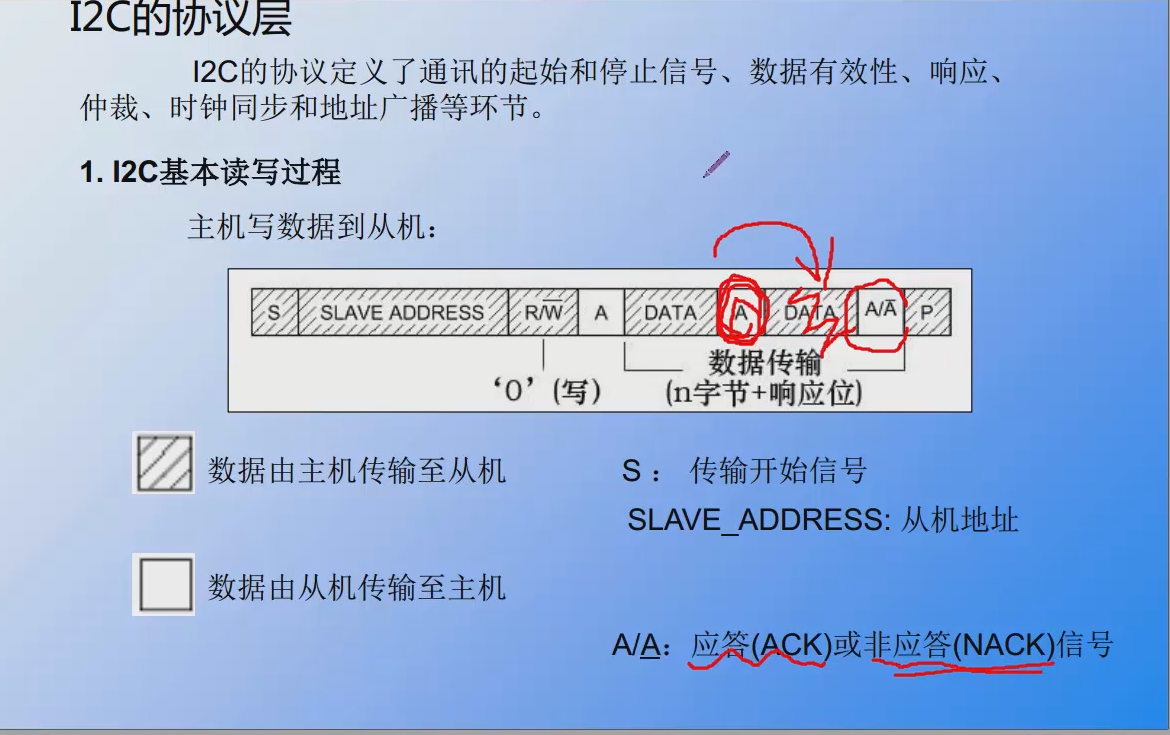 I2C的协议层
I2C的协议定义了通讯的起始和停止信号、数据有效性、响应、
仲裁、时钟同步和地址广播等环节。
1. I2C基本读写过程
主机写数据到从机：
S SLAVE ADDRESS R/W̅ A DATA A DATA A/A̅ P
‘0’(写)
数据传输
(n字节+响应位)
数据由主机传输至从机
S： 传输开始信号
SLAVE_ADDRESS: 从机地址
数据由从机传输至主机
A/A：应答(ACK)或非应答(NACK)信号